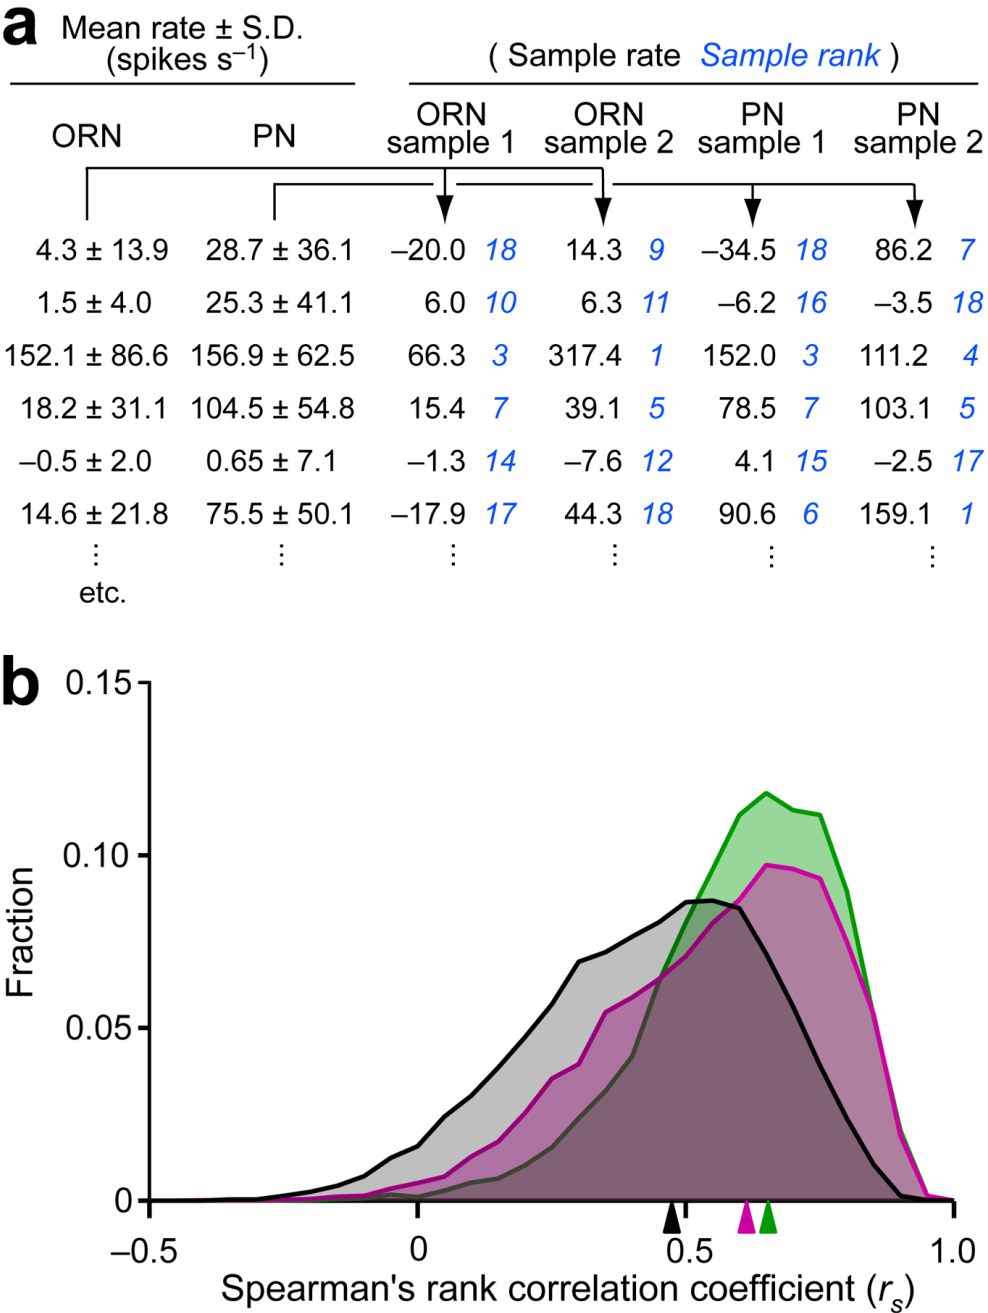 a
Mean rate ± S.D.
(spikes s⁻¹)
( Sample rate Sample rank )
ORN PN ORN sample 1 ORN sample 2 PN sample 1 PN sample 2
4.3 ± 13.9 28.7 ± 36.1 –20.0 18 14.3 9 –34.5 18 86.2 7
1.5 ± 4.0 25.3 ± 41.1 6.0 10 6.3 11 –6.2 16 –3.5 18
152.1 ± 86.6 156.9 ± 62.5 66.3 3 317.4 1 152.0 3 111.2 4
18.2 ± 31.1 104.5 ± 54.8 15.4 7 39.1 5 78.5 7 103.1 5
–0.5 ± 2.0 0.65 ± 7.1 –1.3 14 –7.6 12 4.1 15 –2.5 17
14.6 ± 21.8 75.5 ± 50.1 –17.9 17 44.3 18 90.6 6 159.1 1
⋮ ⋮ ⋮ ⋮ ⋮ ⋮
etc.
b
0.15
0.10
0.05
0
Fraction
–0.5 0 0.5 1.0
Spearman's rank correlation coefficient (rₛ)